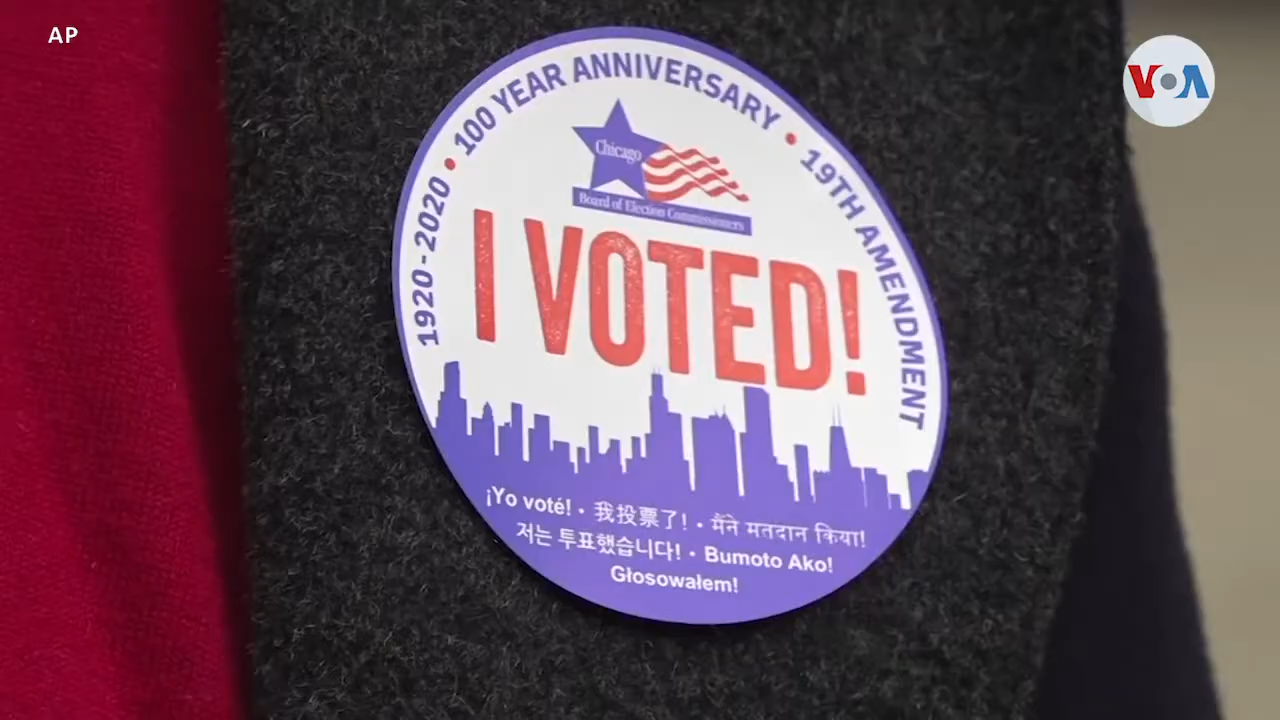 AP
VOA
1920-2020 • 100 YEAR ANNIVERSARY • 19TH AMENDMENT
Chicago
Board of Election Commissioners
I VOTED!
¡Yo voté! • 我投票了! • मैंने मतदान किया!
저는 투표했습니다! • Bumoto Ako!
Głosowałem!